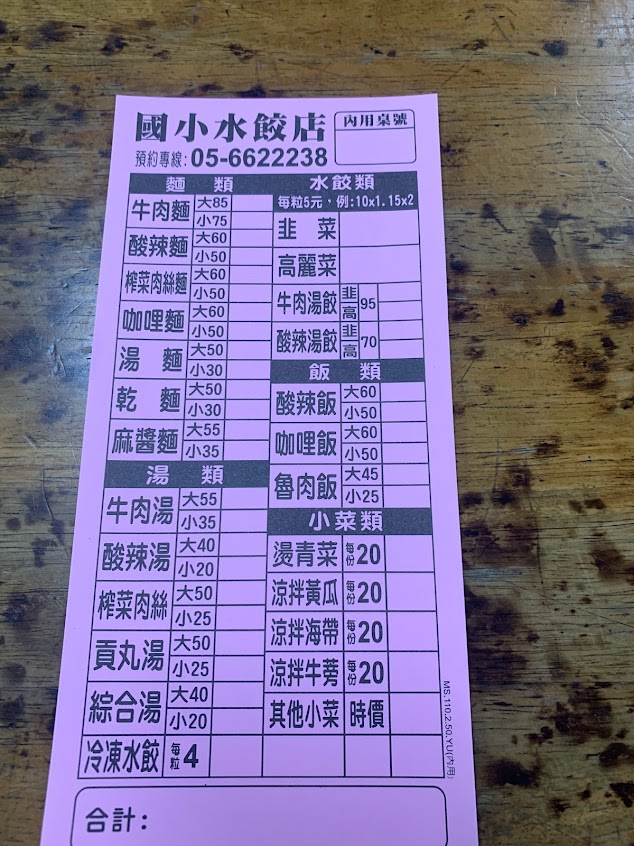 國小水餃店
內用桌號
預約專線:05-6622238
麵 類
牛肉麵 大85
小75
酸辣麵 大60
小50
榨菜肉絲麵 大60
小50
咖哩麵 大60
小50
湯 麵 大50
小30
乾 麵 大50
小30
麻醬麵 大55
小35
湯 類
牛肉湯 大55
小35
酸辣湯 大40
小20
榨菜肉絲 大50
小25
貢丸湯 大50
小25
綜合湯 大40
小20
冷凍水餃 每粒 4
水餃類
每粒5元，例:10x1.15x2
韭 菜
高麗菜
牛肉湯餃 韭 高 95
酸辣湯餃 韭 高 70
飯 類
酸辣飯 大60
小50
咖哩飯 大60
小50
魯肉飯 大45
小25
小菜類
燙青菜 每份 20
涼拌黃瓜 每份 20
涼拌海帶 每份 20
涼拌牛蒡 每份 20
其他小菜 時價
MS.110.2.50.YU(內用)
合計: